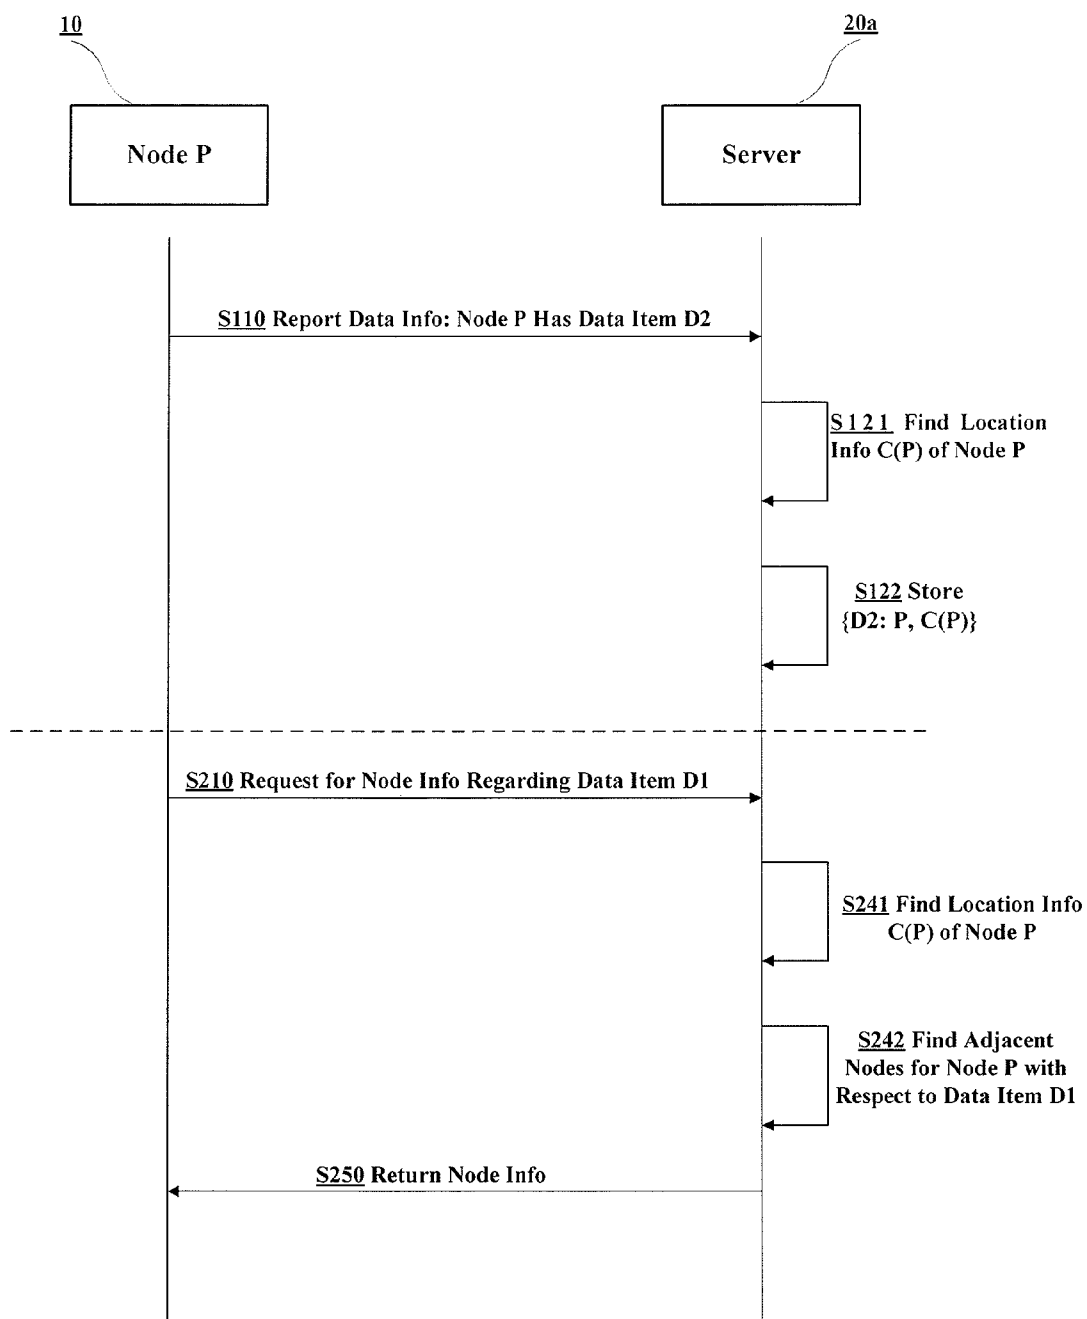 10
20a
Node P
Server
S110 Report Data Info: Node P Has Data Item D2
S121 Find Location
Info C(P) of Node P
S122 Store
{D2: P, C(P)}
S210 Request for Node Info Regarding Data Item D1
S241 Find Location Info
C(P) of Node P
S242 Find Adjacent
Nodes for Node P with
Respect to Data Item D1
S250 Return Node Info